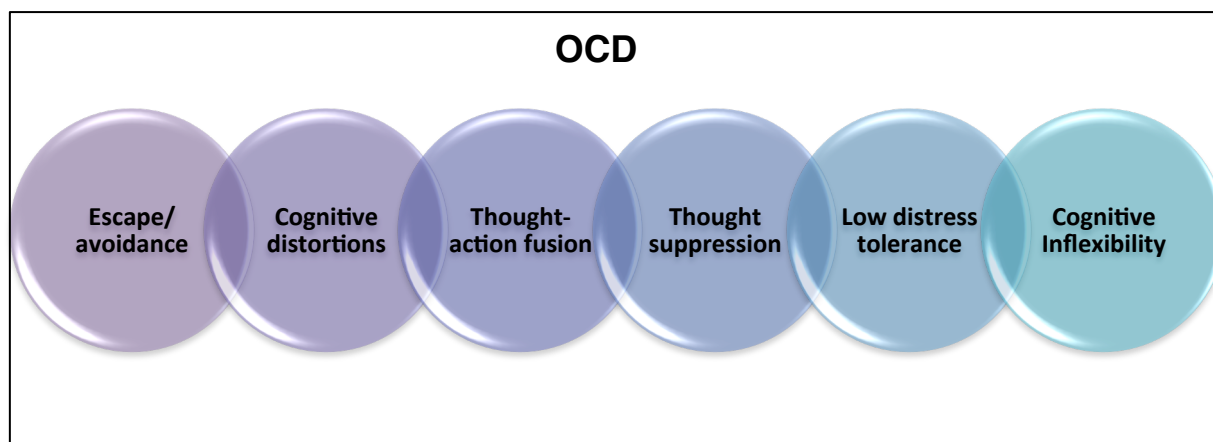 OCD
Escape/
avoidance
Cognitive
distortions
Thought-
action fusion
Thought
suppression
Low distress
tolerance
Cognitive
Inflexibility